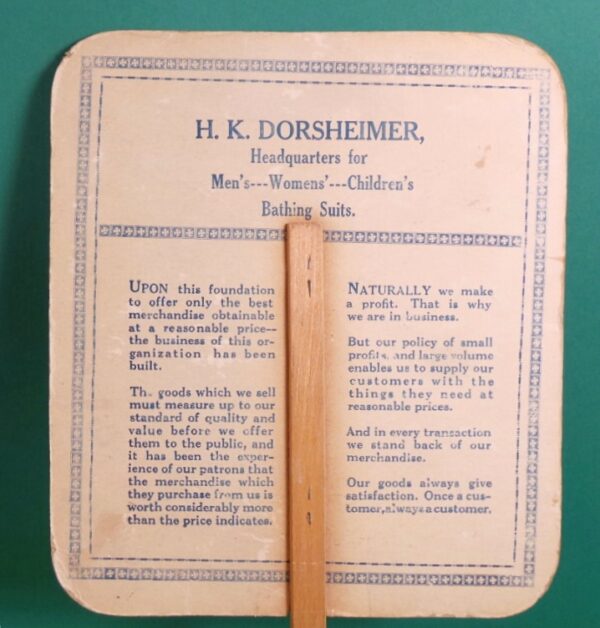 H. K. DORSHEIMER,
Headquarters for
Men's---Womens'---Children's
Bathing Suits.
UPON this foundation
to offer only the best
merchandise obtainable
at a reasonable price--
the business of this or-
ganization has been
built.
The goods which we sell
must measure up to our
standard of quality and
value before we offer
them to the public, and
it has been the exper-
ience of our patrons that
the merchandise which
they purchase from us is
worth considerably more
than the price indicates.
NATURALLY we make
a profit. That is why
we are in business.
But our policy of small
profits, and large volume
enables us to supply our
customers with the
things they need at
reasonable prices.
And in every transaction
we stand back of our
merchandise.
Our goods always give
satisfaction. Once a cus-
tomer, always a customer.